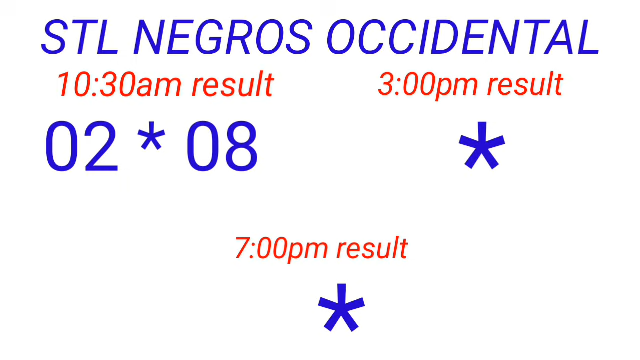 STL NEGROS OCCIDENTAL
10:30am result
3:00pm result
02 * 08
*
7:00pm result
*